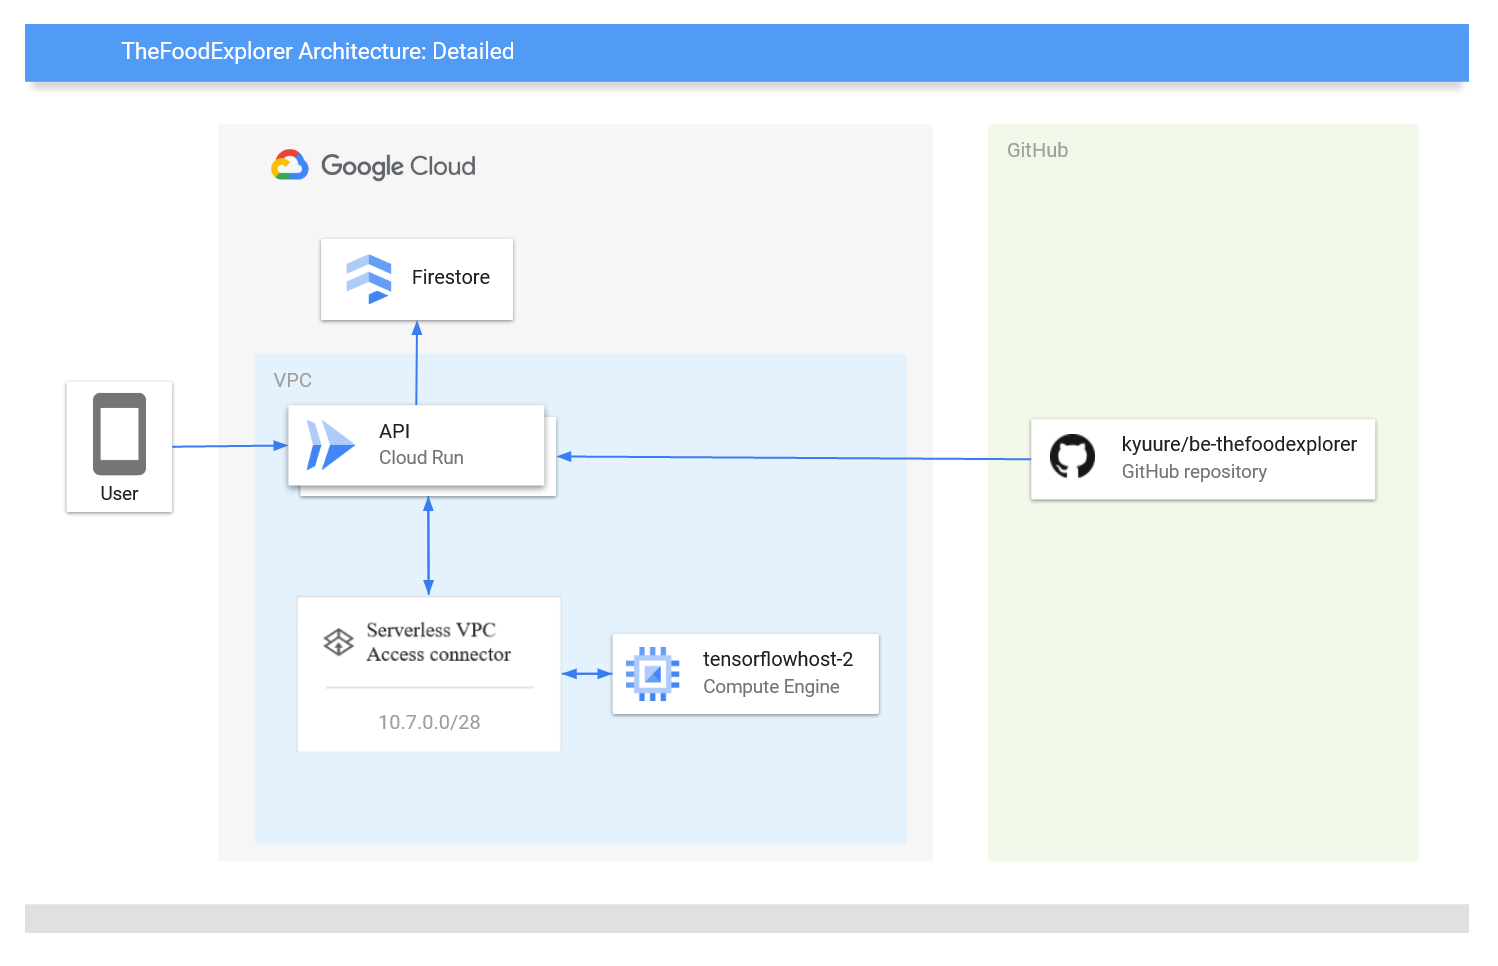 TheFoodExplorer Architecture: Detailed
Google Cloud
GitHub
Firestore
VPC
API
Cloud Run
User
kyuure/be-thefoodexplorer
GitHub repository
Serverless VPC
Access connector
10.7.0.0/28
tensorflowhost-2
Compute Engine